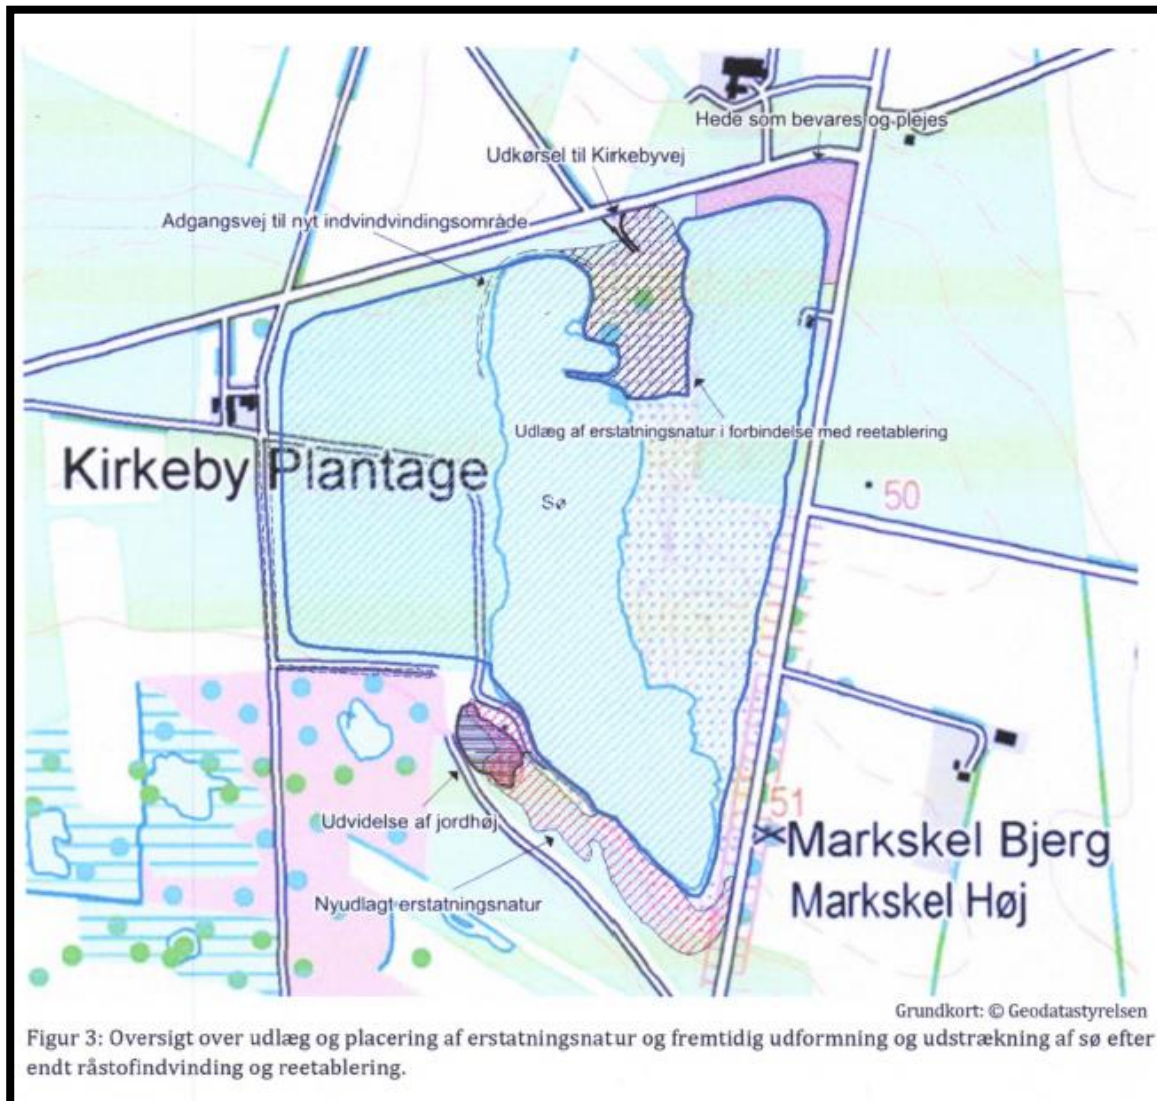 Hede som bevares og plejes
Udkørsel til Kirkebyvej
Adgangsvej til nyt indvindvindingsområde
Udlæg af erstatningsnatur i forbindelse med reetablering
Kirkeby Plantage
Sø
50
51
Udvidelse af jordhøj
Markskel Bjerg
Nyudlagt erstatningsnatur
Markskel Høj
Grundkort: © Geodatastyrelsen
Figur 3: Oversigt over udlæg og placering af erstatningsnatur og fremtidig udformning og udstrækning af sø efter
endt råstofindvinding og reetablering.